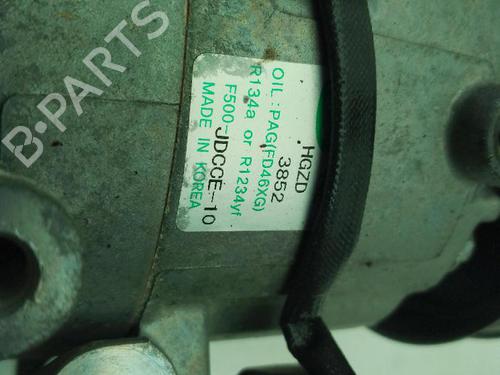 HGZD
3852
OIL : PAG(FD46XG)
R134a or R1234yf
F500-JDCCE-10
MADE IN KOREA
B-PARTS